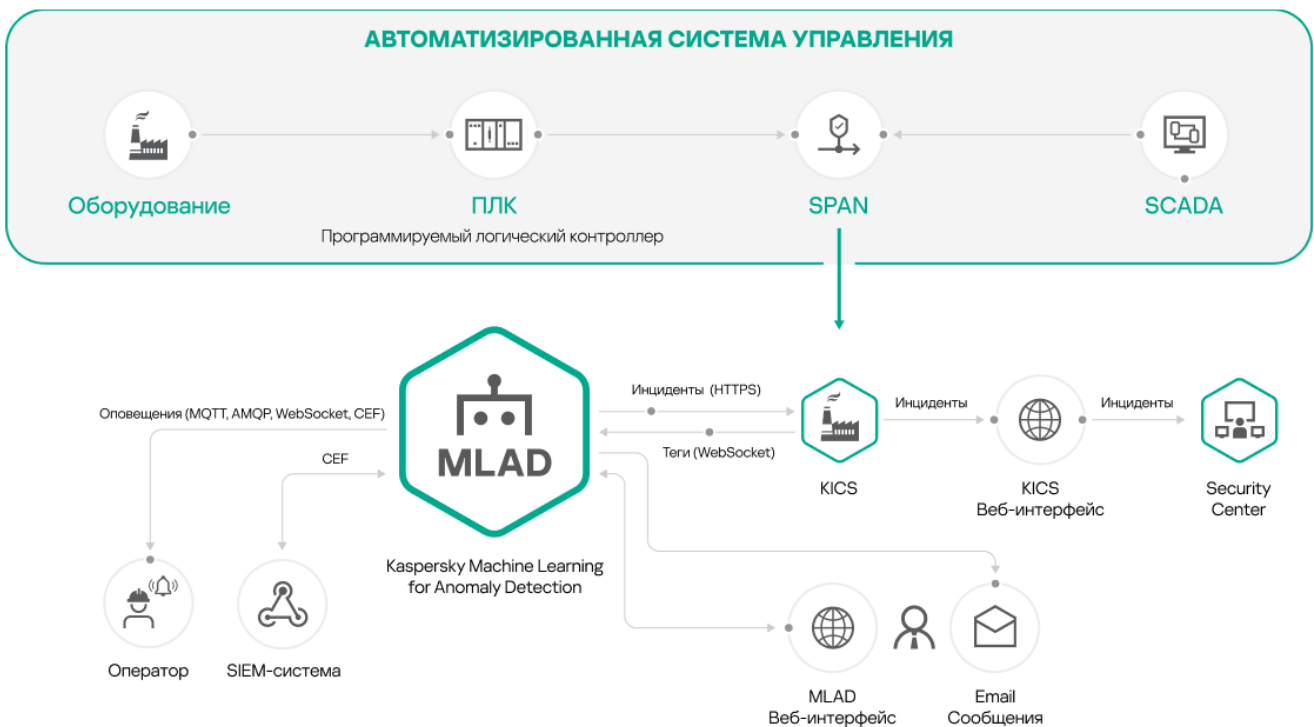 АВТОМАТИЗИРОВАННАЯ СИСТЕМА УПРАВЛЕНИЯ
Оборудование
ПЛК
SPAN
SCADA
Программируемый логический контроллер
Оповещения (MQTT, AMQP, WebSocket, CEF)
CEF
MLAD
Kaspersky Machine Learning
for Anomaly Detection
Инциденты (HTTPS)
Теги (WebSocket)
Инциденты
Инциденты
KICS
KICS
Веб-интерфейс
Security
Center
Оператор
SIEM-система
MLAD
Веб-интерфейс
Email
Сообщения